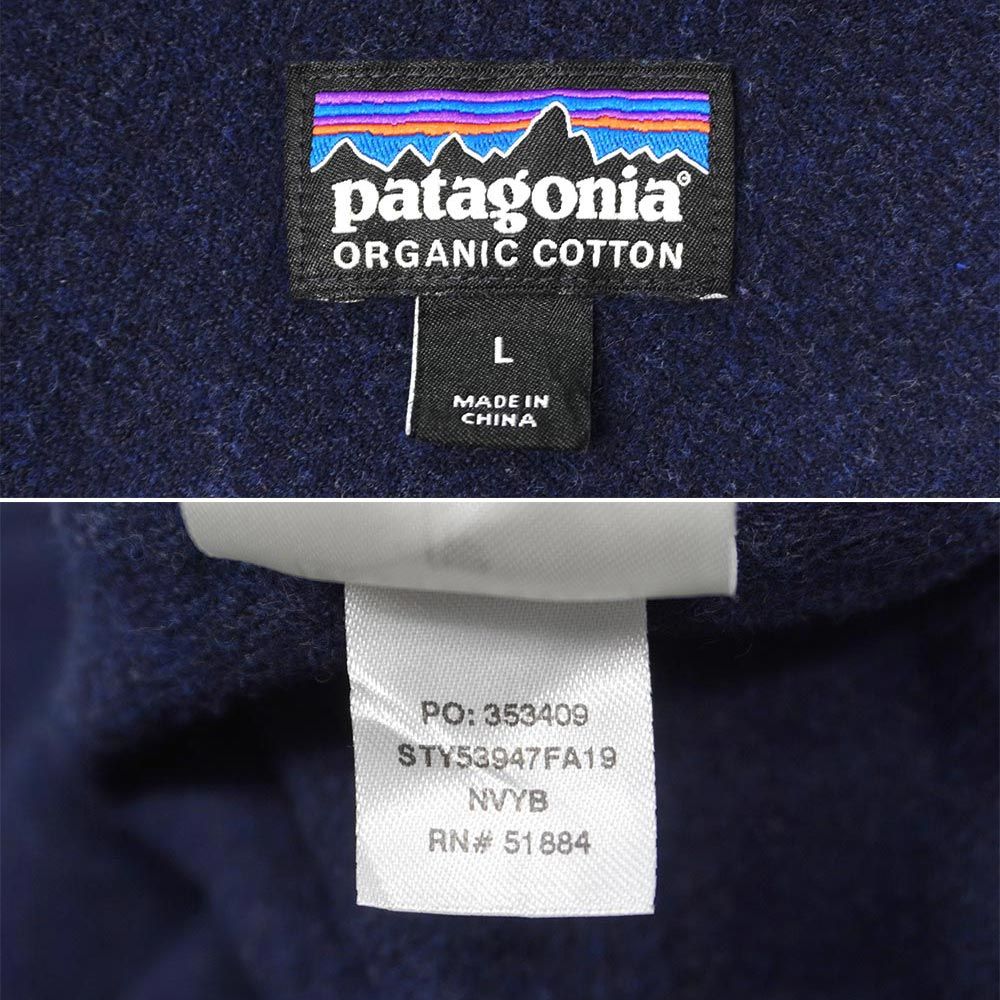 patagonia®
ORGANIC COTTON
L
MADE IN
CHINA
PO: 353409
STY53947FA19
NVYB
RN# 51884